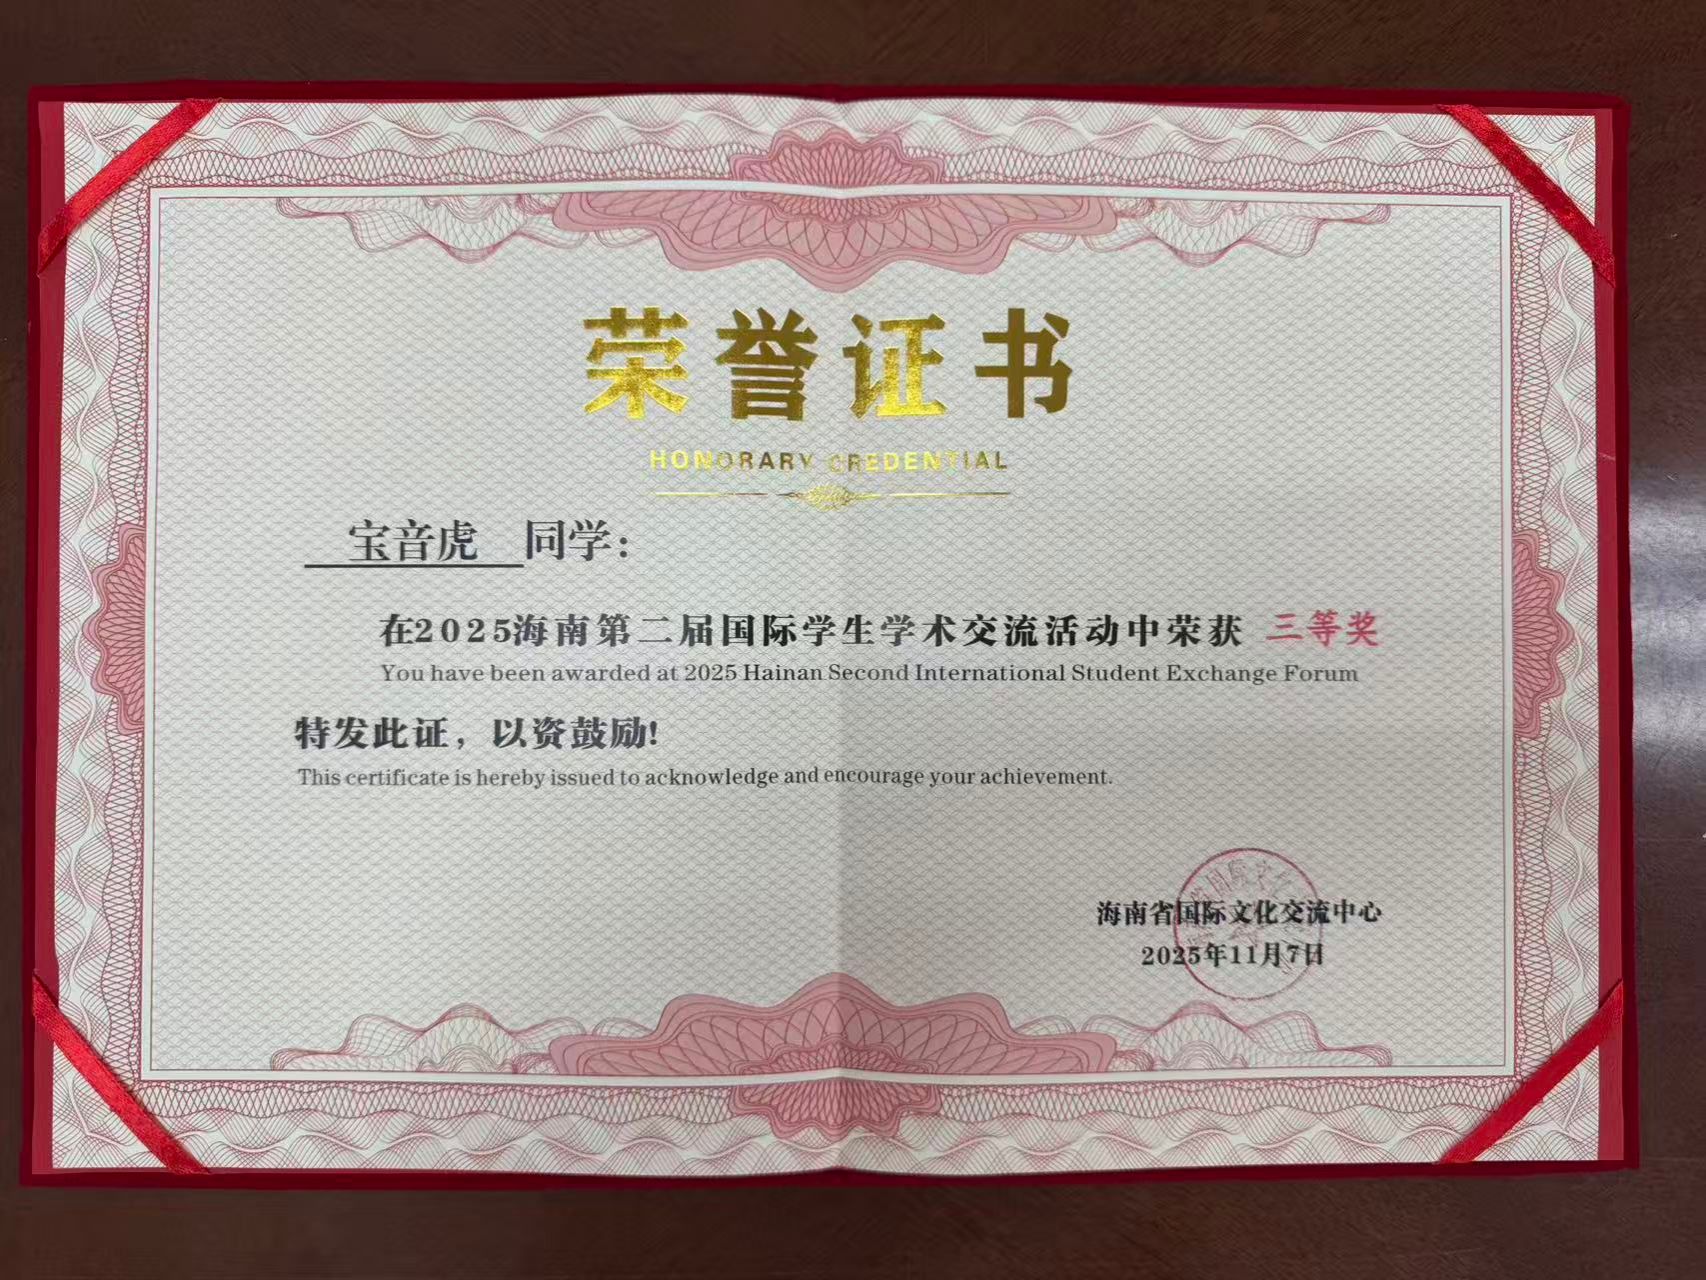 荣誉证书
HONORARY CREDENTIAL
宝音虎 同学：
在2025海南第二届国际学生学术交流活动中荣获 三等奖
You have been awarded at 2025 Hainan Second International Student Exchange Forum
特发此证，以资鼓励！
This certificate is hereby issued to acknowledge and encourage your achievement.
海南省国际文化交流中心
2025年11月7日